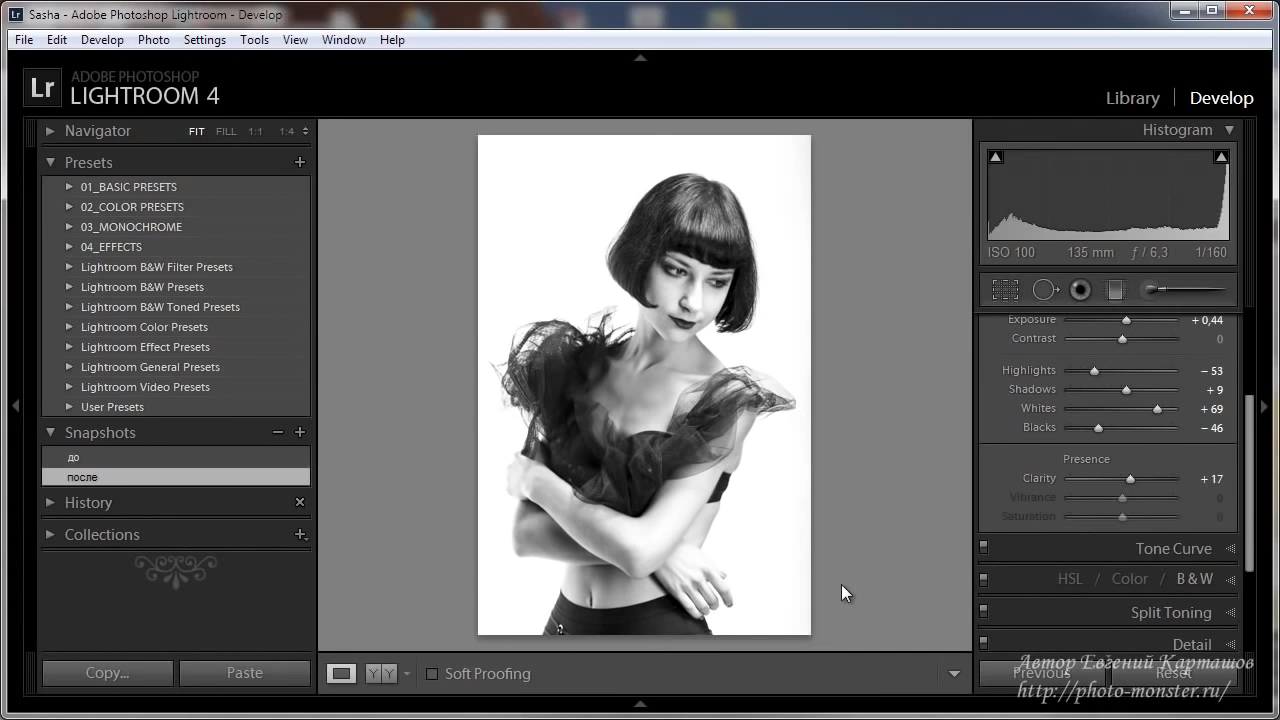 Sasha - Adobe Photoshop Lightroom - Develop
File Edit Develop Photo Settings Tools View Window Help
Lr
ADOBE PHOTOSHOP
LIGHTROOM 4
Library | Develop
Navigator FIT FILL 1:1 1:4
Presets
01_BASIC PRESETS
02_COLOR PRESETS
03_MONOCHROME
04_EFFECTS
Lightroom B&W Filter Presets
Lightroom B&W Presets
Lightroom B&W Toned Presets
Lightroom Color Presets
Lightroom Effect Presets
Lightroom General Presets
Lightroom Video Presets
User Presets
Snapshots
до
после
History
Collections
Copy... Paste
Soft Proofing
Histogram
ISO 100 135 mm ƒ / 6,3 1/160
Exposure + 0,44
Contrast 0
Highlights − 53
Shadows + 9
Whites + 69
Blacks − 46
Presence
Clarity + 17
Vibrance 0
Saturation 0
Tone Curve
HSL / Color / B & W
Split Toning
Detail
Previous Reset
Автор Евгений Карташов
http://photo-monster.ru/